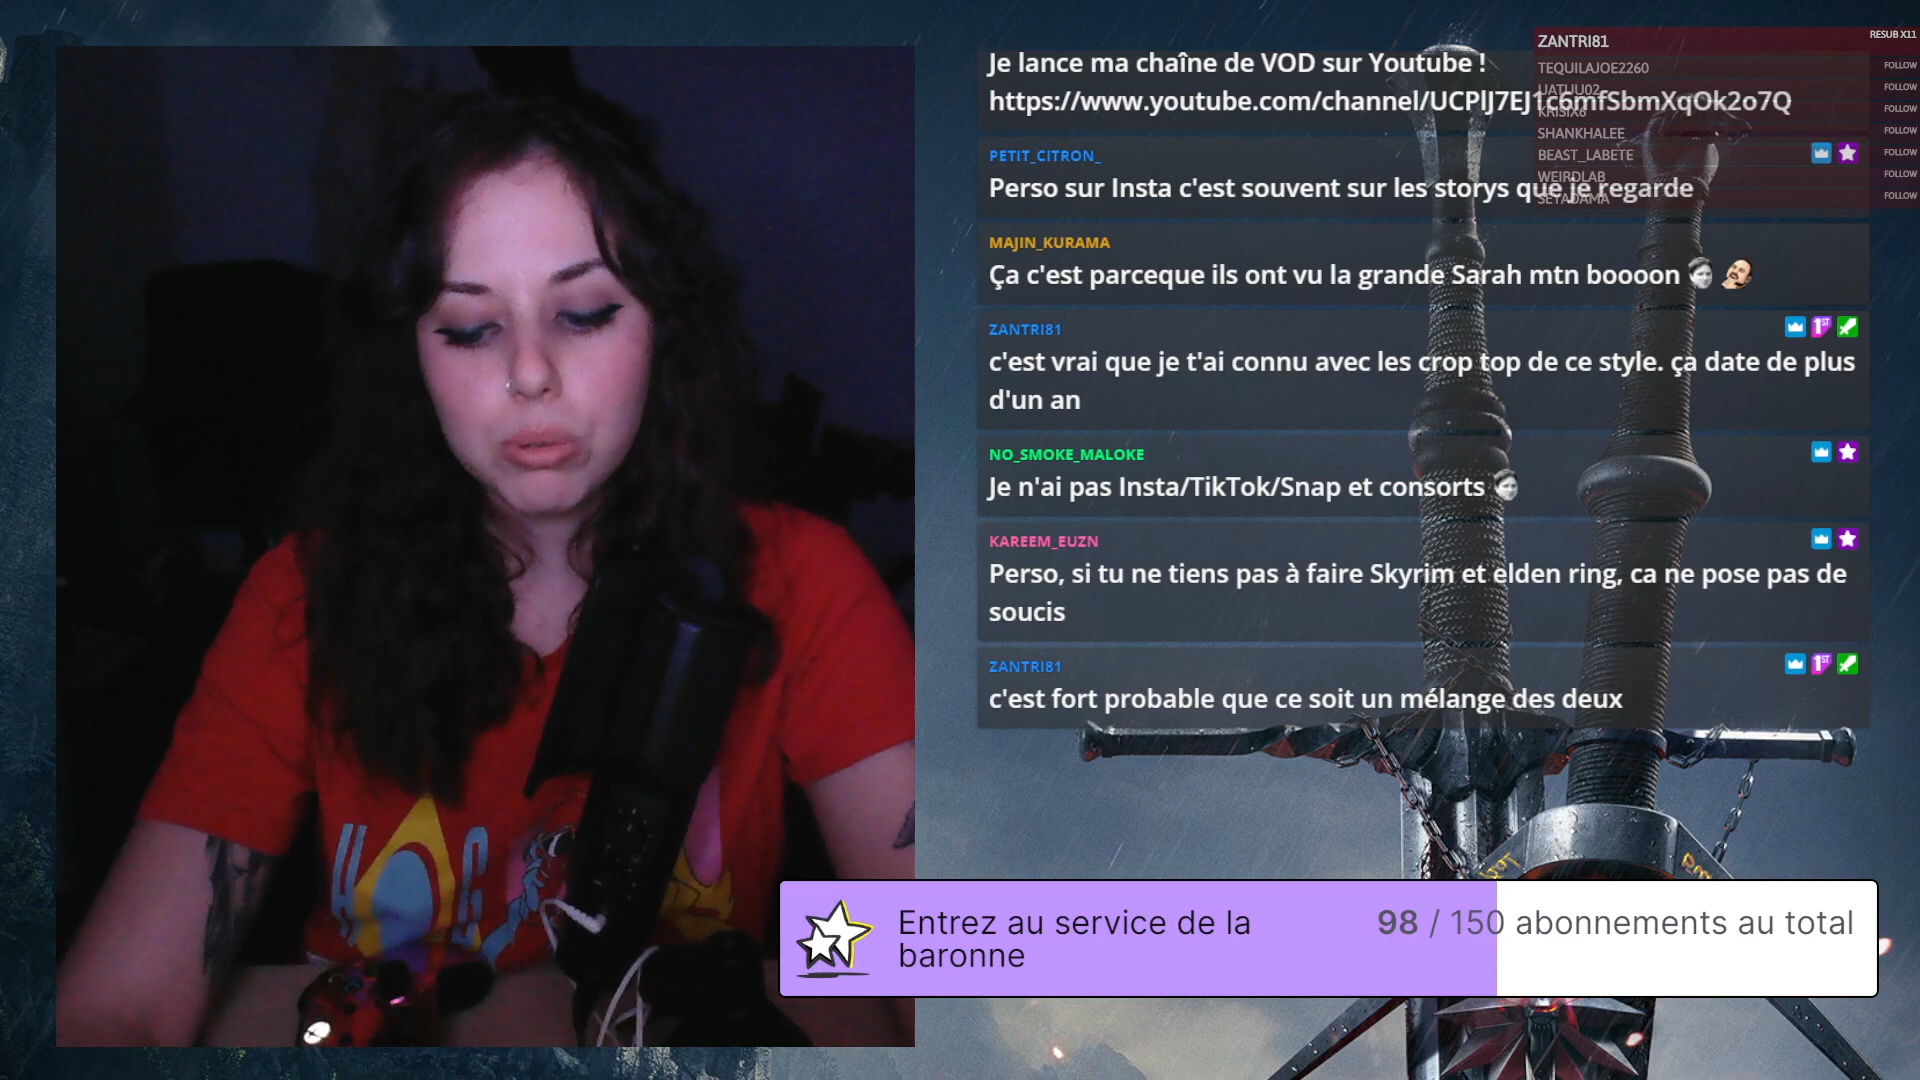 Je lance ma chaîne de VOD sur Youtube !
https://www.youtube.com/channel/UCPlJ7EJ1c6mfSbmXqOk2o7Q
ZANTRI81 RESUB X11
TEQUILAJOE2260 FOLLOW
UATUU02 FOLLOW
KRISIX6 FOLLOW
SHANKHALEE FOLLOW
BEAST_LABETE FOLLOW
WEIRDLAB FOLLOW
SETADAMA FOLLOW
PETIT_CITRON_
Perso sur Insta c'est souvent sur les storys que je regarde
MAJIN_KURAMA
Ça c'est parceque ils ont vu la grande Sarah mtn boooon
ZANTRI81
1ST
c'est vrai que je t'ai connu avec les crop top de ce style. ça date de plus
d'un an
NO_SMOKE_MALOKE
Je n'ai pas Insta/TikTok/Snap et consorts
KAREEM_EUZN
Perso, si tu ne tiens pas à faire Skyrim et elden ring, ca ne pose pas de
soucis
ZANTRI81
1ST
c'est fort probable que ce soit un mélange des deux
Entrez au service de la
baronne
98 / 150 abonnements au total